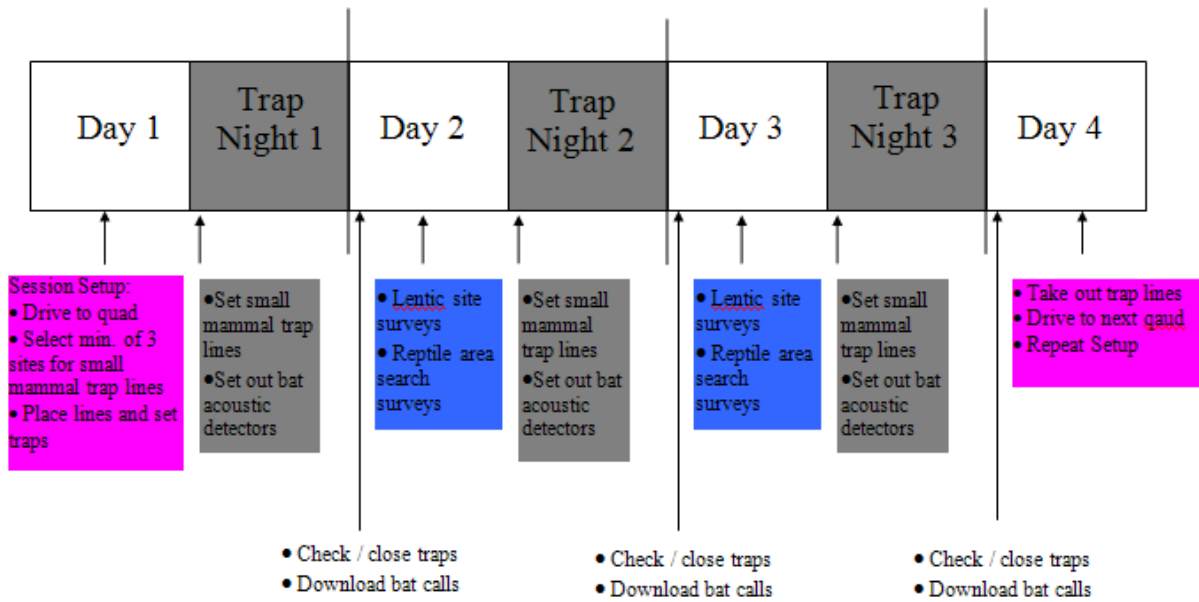 Day 1
Trap
Night 1
Day 2
Trap
Night 2
Day 3
Trap
Night 3
Day 4
Session Setup:
• Drive to quad
• Select min. of 3
sites for small
mammal trap lines
• Place lines and set
traps
•Set small
mammal trap
lines
•Set out bat
acoustic
detectors
• Lentic site
surveys
• Reptile area
search
surveys
•Set small
mammal
trap lines
•Set out bat
acoustic
detectors
• Lentic site
surveys
• Reptile area
search
surveys
•Set small
mammal
trap lines
•Set out bat
acoustic
detectors
• Take out trap lines
• Drive to next qaud
• Repeat Setup
• Check / close traps
• Download bat calls
• Check / close traps
• Download bat calls
• Check / close traps
• Download bat calls